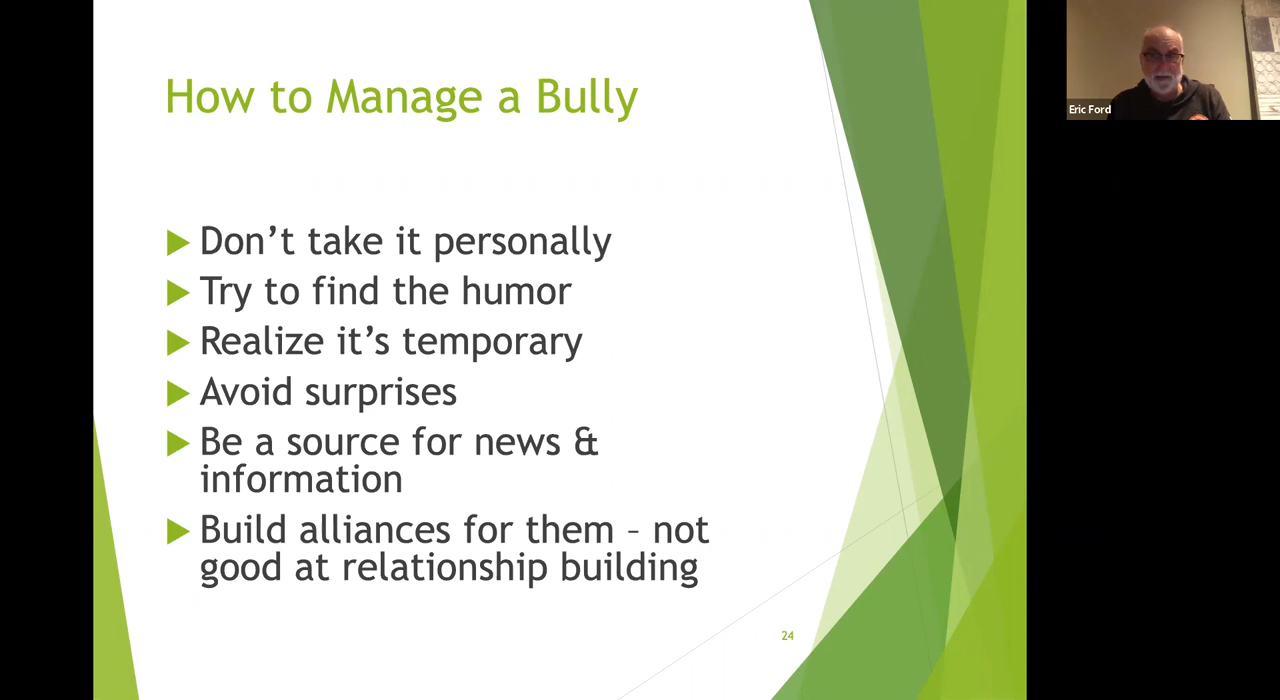 How to Manage a Bully
Don’t take it personally
Try to find the humor
Realize it’s temporary
Avoid surprises
Be a source for news &
information
Build alliances for them – not
good at relationship building
24
Eric Ford